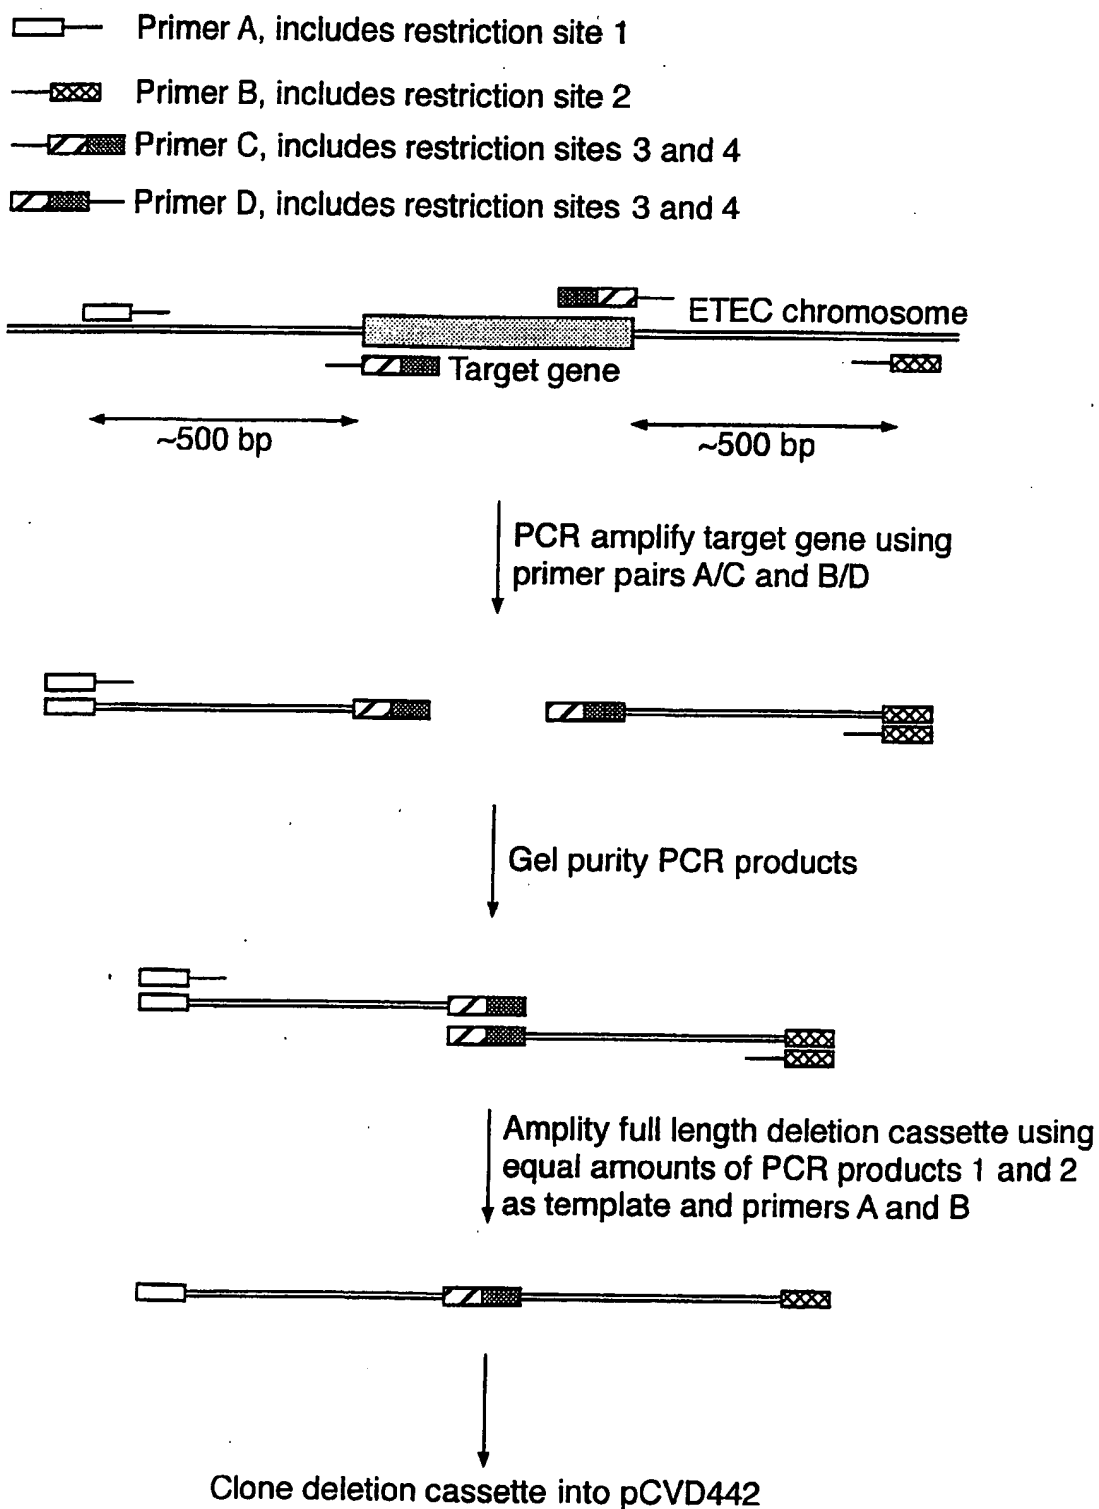 Primer A, includes restriction site 1
Primer B, includes restriction site 2
Primer C, includes restriction sites 3 and 4
Primer D, includes restriction sites 3 and 4
ETEC chromosome
Target gene
~500 bp
~500 bp
PCR amplify target gene using
primer pairs A/C and B/D
Gel purity PCR products
Amplity full length deletion cassette using
equal amounts of PCR products 1 and 2
as template and primers A and B
Clone deletion cassette into pCVD442